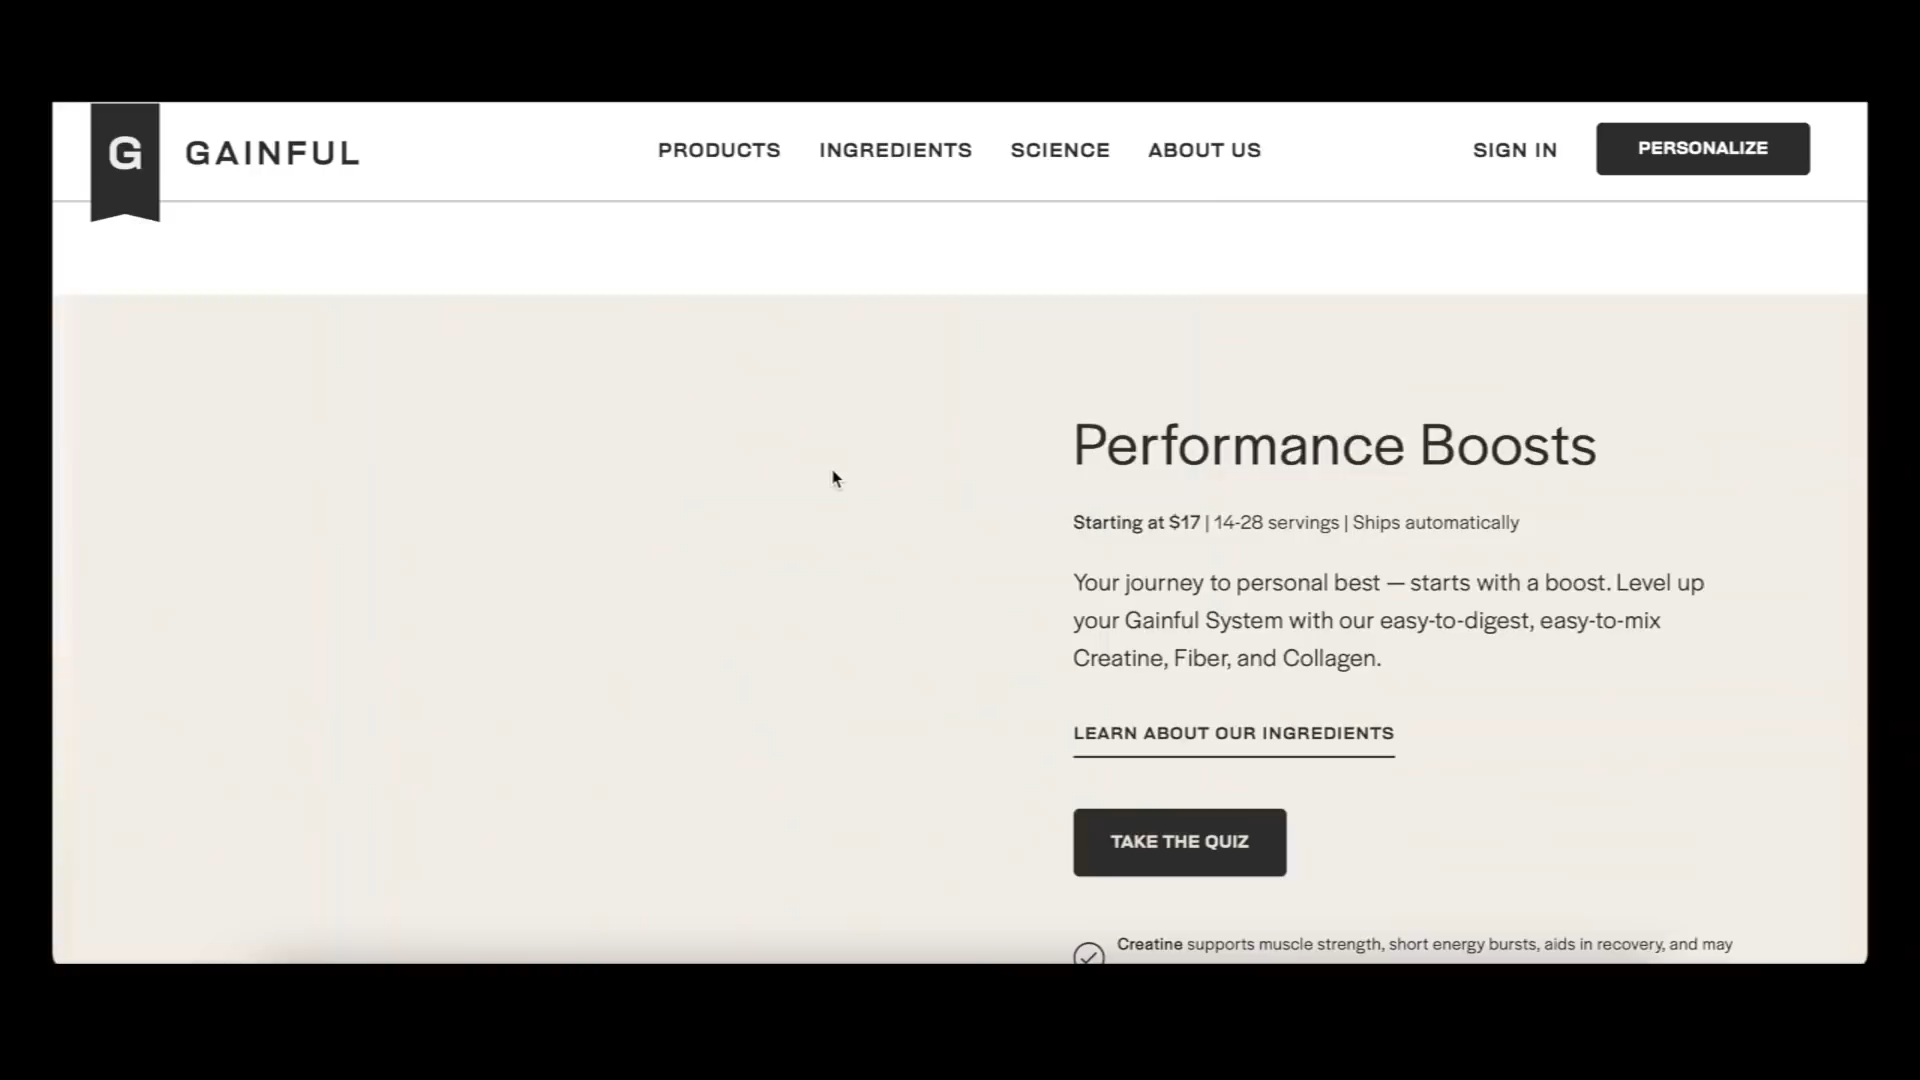 G
GAINFUL
PRODUCTS
INGREDIENTS
SCIENCE
ABOUT US
SIGN IN
PERSONALIZE
Performance Boosts
Starting at $17 | 14-28 servings | Ships automatically
Your journey to personal best — starts with a boost. Level up
your Gainful System with our easy-to-digest, easy-to-mix
Creatine, Fiber, and Collagen.
LEARN ABOUT OUR INGREDIENTS
TAKE THE QUIZ
Creatine supports muscle strength, short energy bursts, aids in recovery, and may